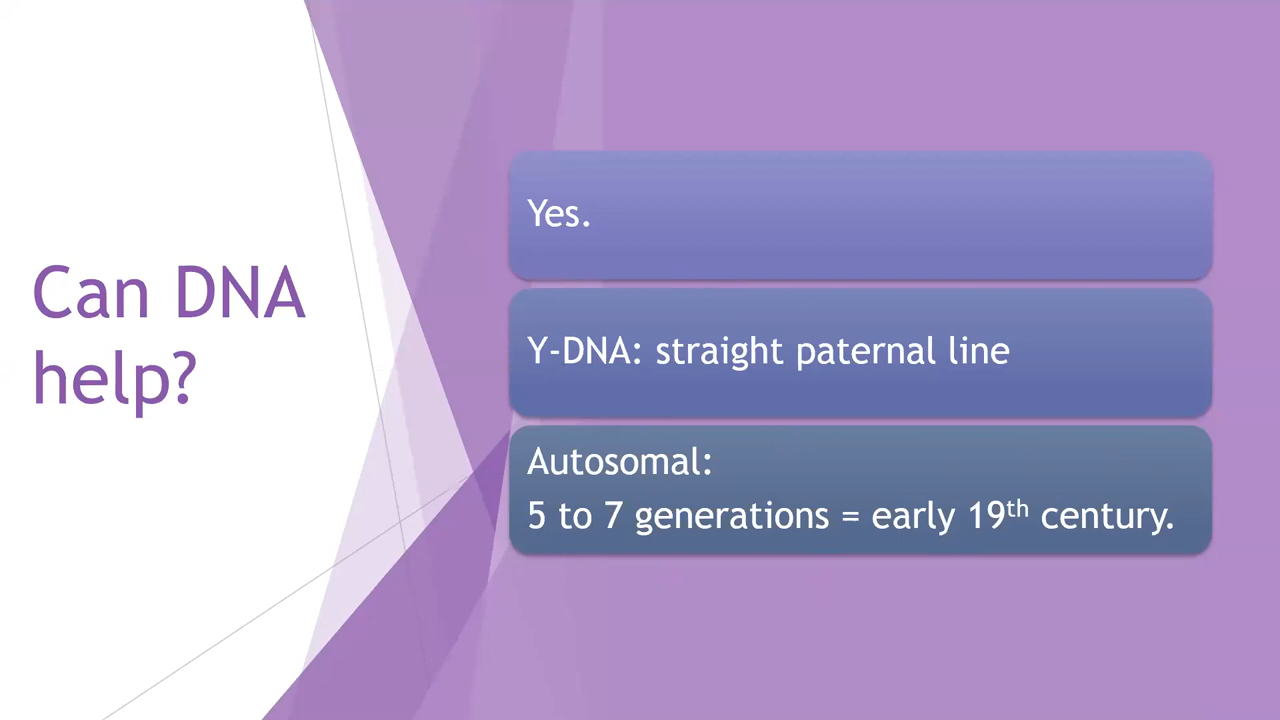 Can DNA
help?
Yes.
Y-DNA: straight paternal line
Autosomal:
5 to 7 generations = early 19th century.